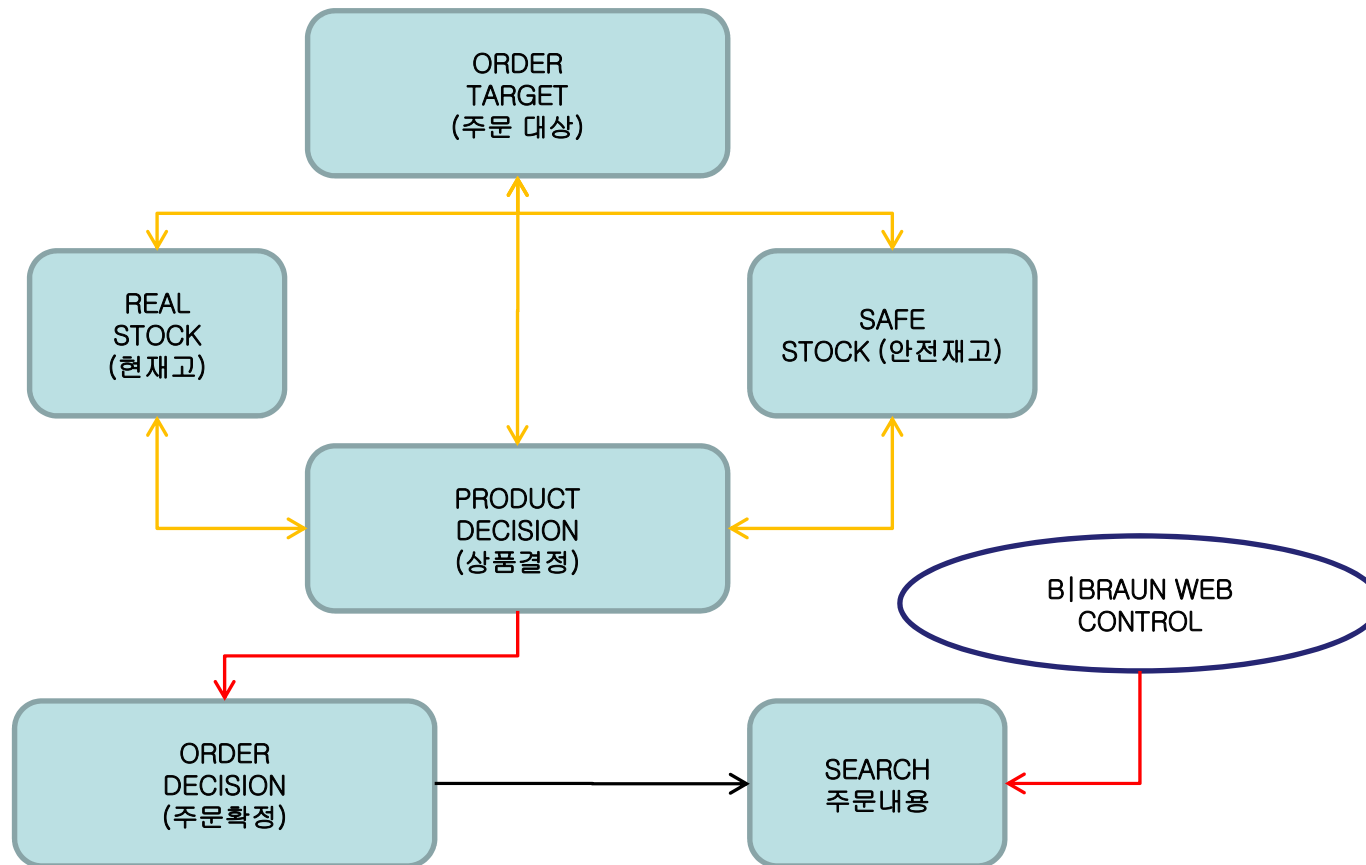 ORDER
TARGET
(주문 대상)
REAL
STOCK
(현재고)
SAFE
STOCK (안전재고)
PRODUCT
DECISION
(상품결정)
B|BRAUN WEB
CONTROL
ORDER
DECISION
(주문확정)
SEARCH
주문내용